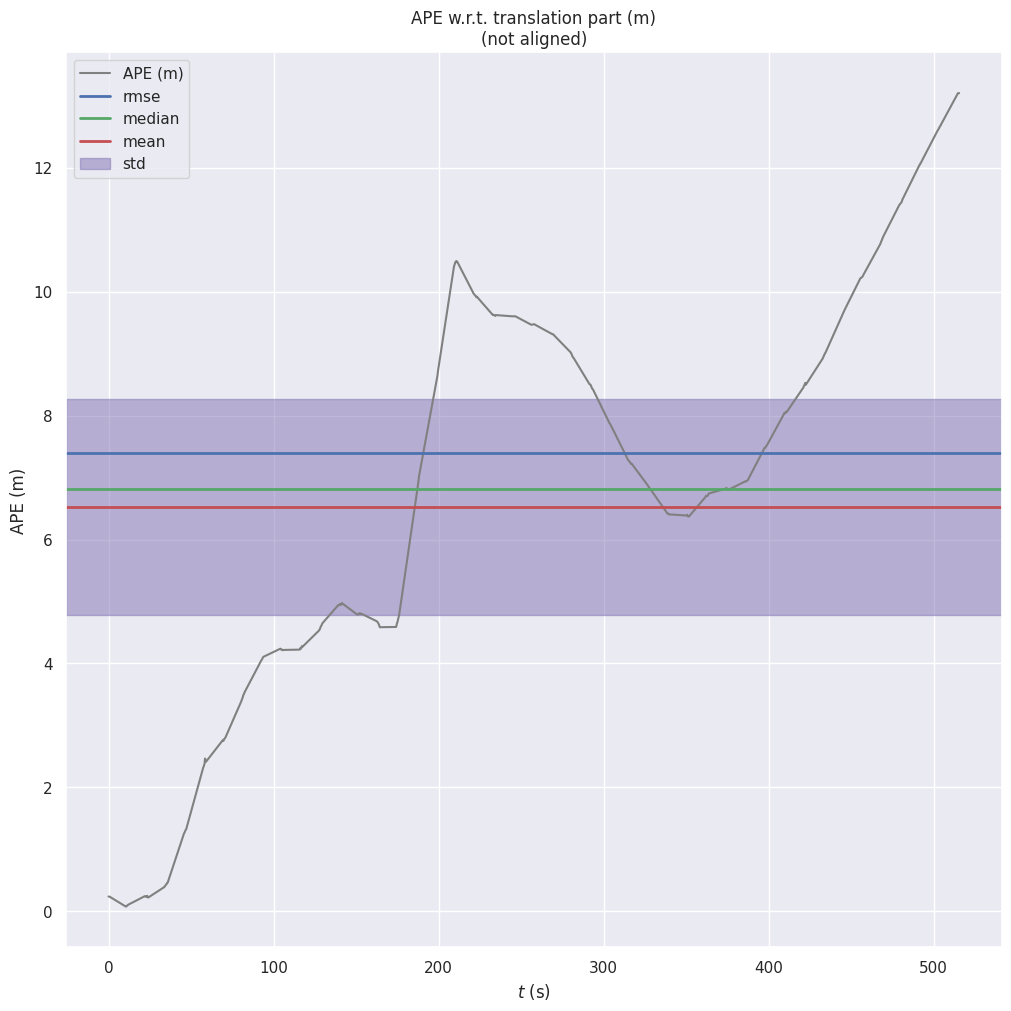 APE w.r.t. translation part (m)
(not aligned)
APE (m)
rmse
median
mean
std
APE (m)
12
10
8
6
4
2
0
0 100 200 300 400 500
t (s)